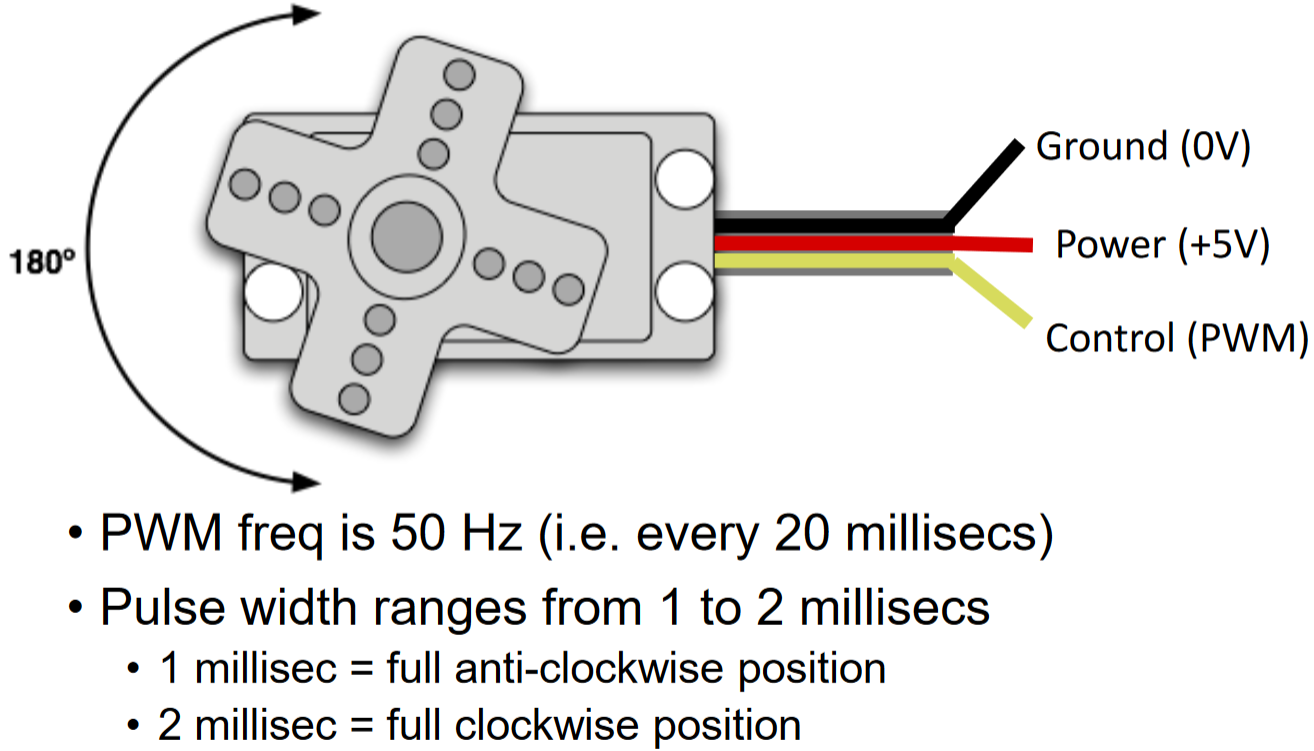 Ground (0V)
180º
Power (+5V)
Control (PWM)
• PWM freq is 50 Hz (i.e. every 20 millisecs)
• Pulse width ranges from 1 to 2 millisecs
• 1 millisec = full anti-clockwise position
• 2 millisec = full clockwise position